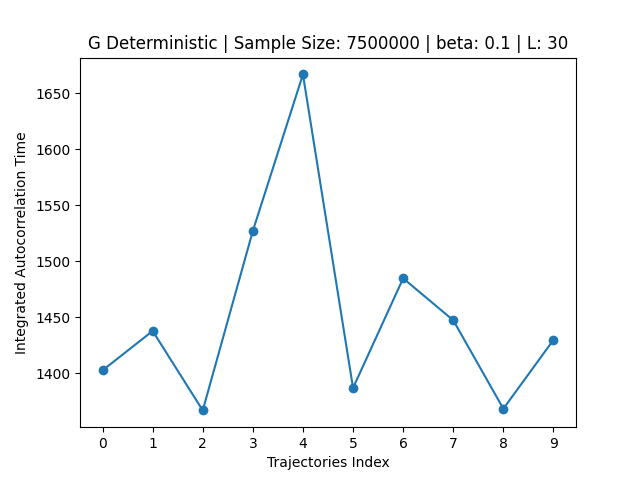 G Deterministic | Sample Size: 7500000 | beta: 0.1 | L: 30
Integrated Autocorrelation Time
1650
1600
1550
1500
1450
1400
0 1 2 3 4 5 6 7 8 9
Trajectories Index